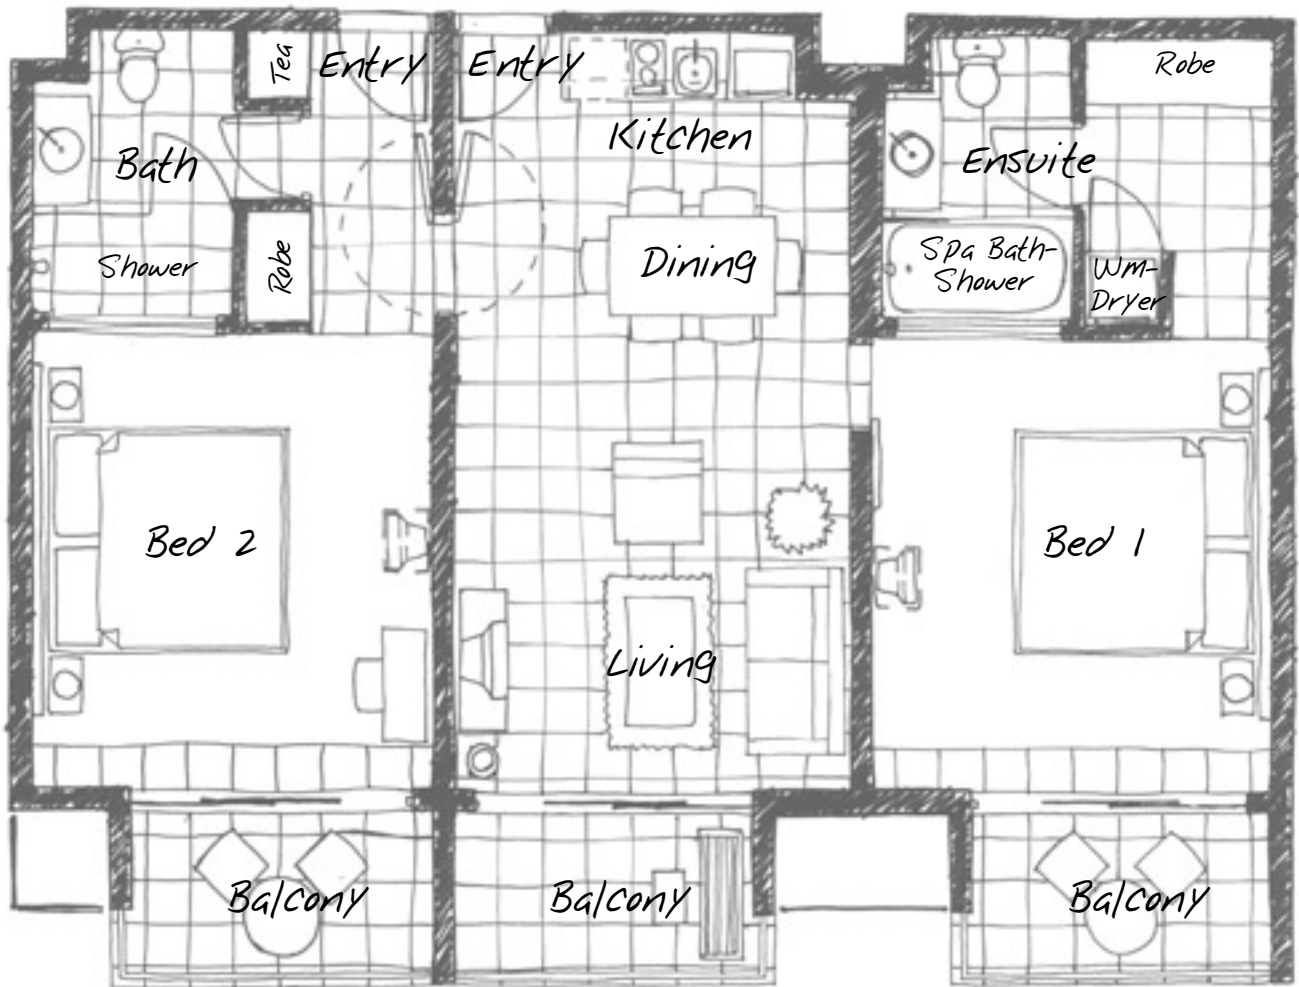 Tea
Entry
Entry
Robe
Kitchen
Bath
Ensuite
Shower
Robe
Dining
Spa Bath-
Shower
Wm-
Dryer
Bed 2
Bed 1
Living
Balcony
Balcony
Balcony